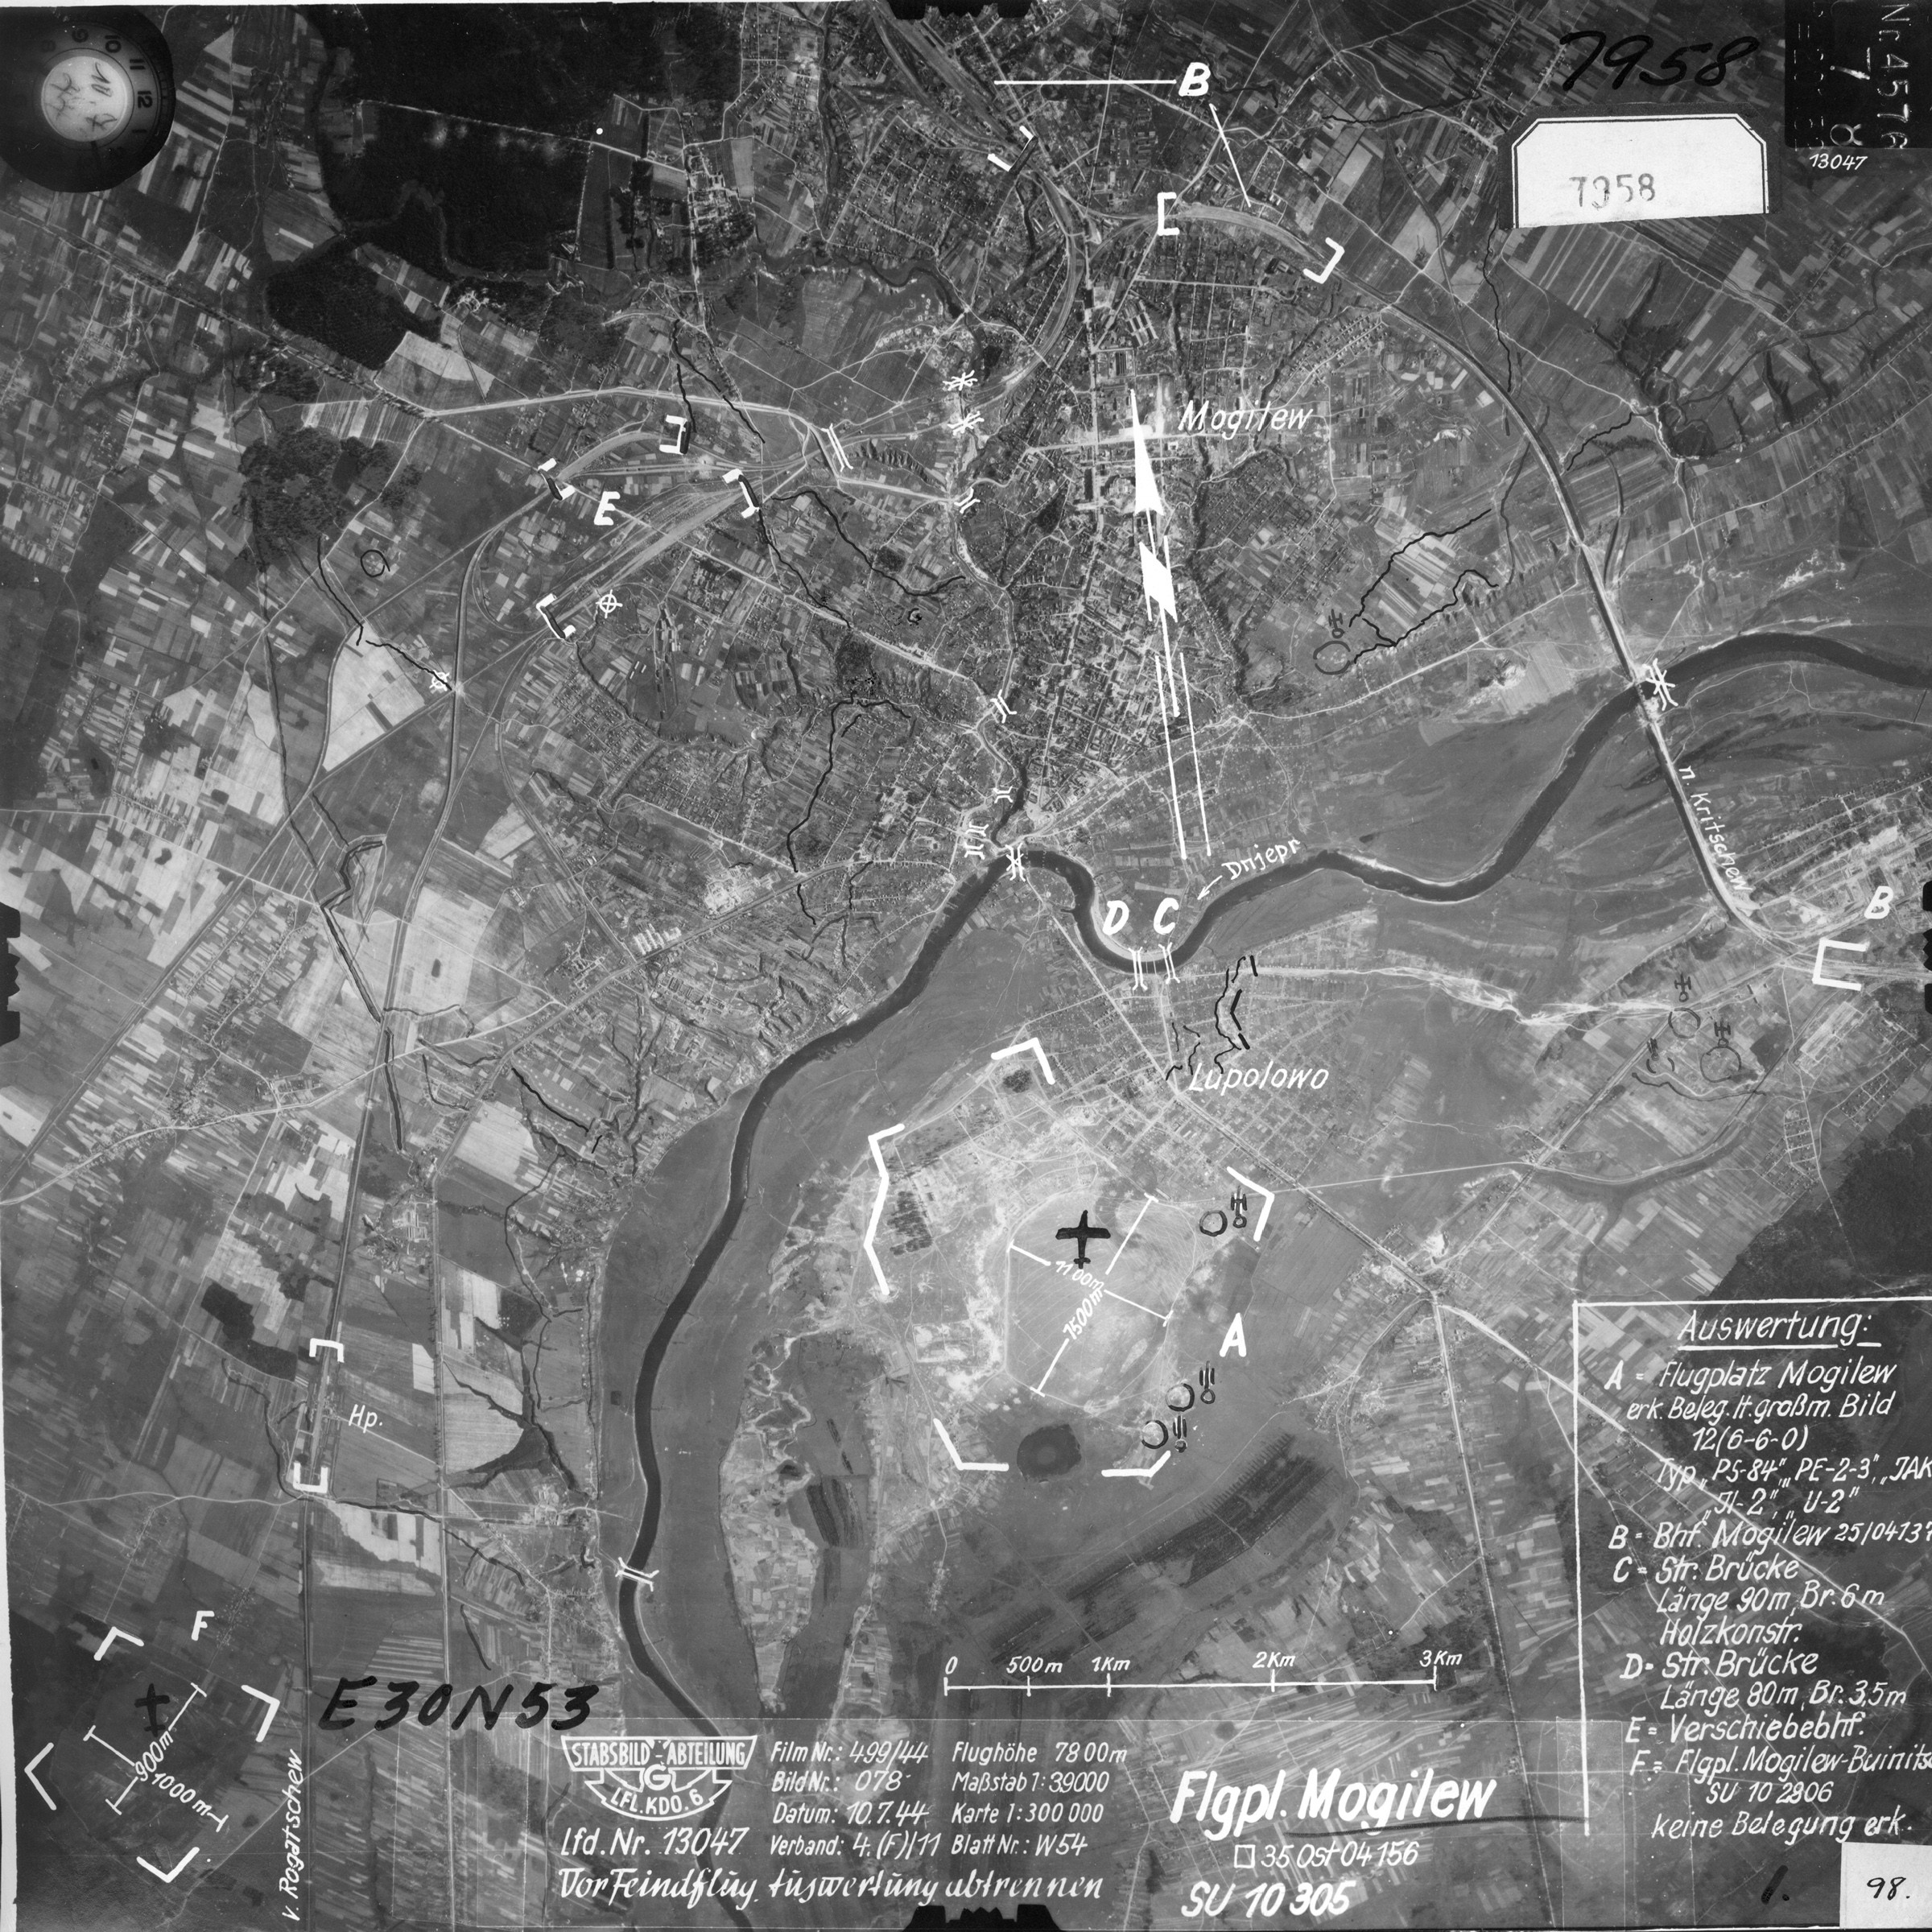 7958
Nr 4576
7958
13047
B
Mogilew
E
Dnjepr
n. Kritschew
D C
B
Lupolowo
1100m
1500m
A
Hp.
F
900m
1000m
v. Rogatschew
E30N53
0 500m 1Km 2Km 3Km
Auswertung:
A = Flugplatz Mogilew
erk. Beleg. lt. großm. Bild
12(6-6-0)
Typ „PS-84", „PE-2-3", „JAK
„Jl-2", „U-2"
B = Bhf. Mogilew 25/0413
C = Str. Brücke
Länge 90m, Br. 6m
Holzkonstr.
D = Str. Brücke
Länge 80m, Br. 3,5m
E = Verschiebebhf.
F = Flgpl. Mogilew-Buinits
SU 10 2806
keine Belegung erk.
STABSBILD-ABTEILUNG
G
LFL.KDO. 6
Lfd. Nr. 13047
Film Nr.: 499/44 Flughöhe 7800m
Bild Nr.: 078 Maßstab 1:39000
Datum: 10.7.44 Karte 1:300 000
Verband: 4.(F)/11 Blatt Nr.: W54
Vor Feindflug Auswertung abtrennen
Flgpl. Mogilew
35 Ost 04 156
SU 10 305
1.
98.